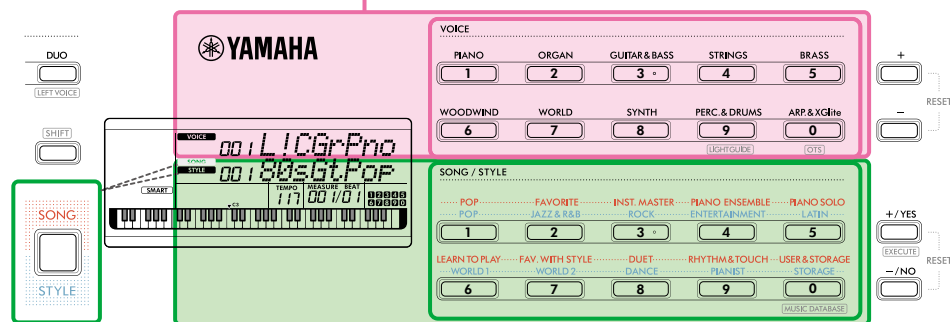 DUO
LEFT VOICE
SHIFT
SONG
STYLE
YAMAHA
VOICE 001 L!CGrPno
SONG
STYLE 001 80sGtPop
SMART
TEMPO 117 MEASURE 001 BEAT /01 1 2 3 4 5 6 7 8 9 0
C3
VOICE
PIANO ORGAN GUITAR & BASS STRINGS BRASS
1 2 3 4 5
WOODWIND WORLD SYNTH PERC. & DRUMS ARP. & XGlite
6 7 8 9 0
LIGHTGUIDE OTS
+
RESET
−
SONG / STYLE
POP FAVORITE INST. MASTER PIANO ENSEMBLE PIANO SOLO
POP JAZZ & R&B ROCK ENTERTAINMENT LATIN
1 2 3 4 5
LEARN TO PLAY FAV. WITH STYLE DUET RHYTHM & TOUCH USER & STORAGE
WORLD 1 WORLD 2 DANCE PIANIST STORAGE
6 7 8 9 0
MUSIC DATABASE
+ / YES
EXECUTE
RESET
− / NO